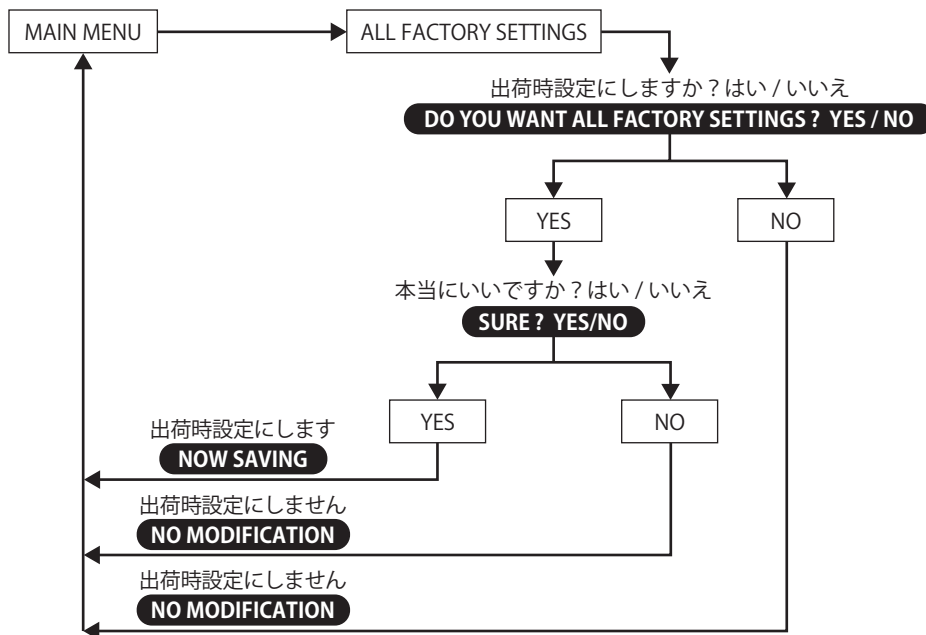 MAIN MENU
ALL FACTORY SETTINGS
出荷時設定にしますか？はい / いいえ
DO YOU WANT ALL FACTORY SETTINGS ? YES / NO
YES
NO
本当にいいですか？はい / いいえ
SURE ? YES/NO
YES
NO
出荷時設定にします
NOW SAVING
出荷時設定にしません
NO MODIFICATION
出荷時設定にしません
NO MODIFICATION